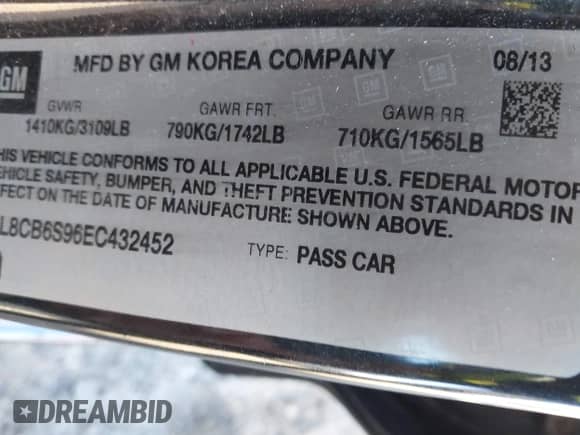 GM
MFD BY GM KOREA COMPANY 08/13
GVWR GAWR FRT. GAWR RR.
1410KG/3109LB 790KG/1742LB 710KG/1565LB
HIS VEHICLE CONFORMS TO ALL APPLICABLE U.S. FEDERAL MOTOR
EHICLE SAFETY, BUMPER, AND THEFT PREVENTION STANDARDS IN
FFECT ON THE DATE OF MANUFACTURE SHOWN ABOVE.
L8CB6S96EC432452 TYPE: PASS CAR
DREAMBID